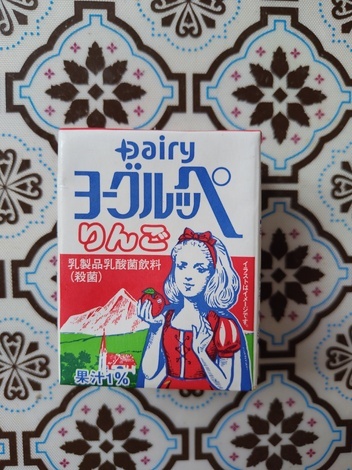 Dairy
ヨーグルッペ
りんご
乳製品乳酸菌飲料
(殺菌)
イラストはイメージです。
果汁1%